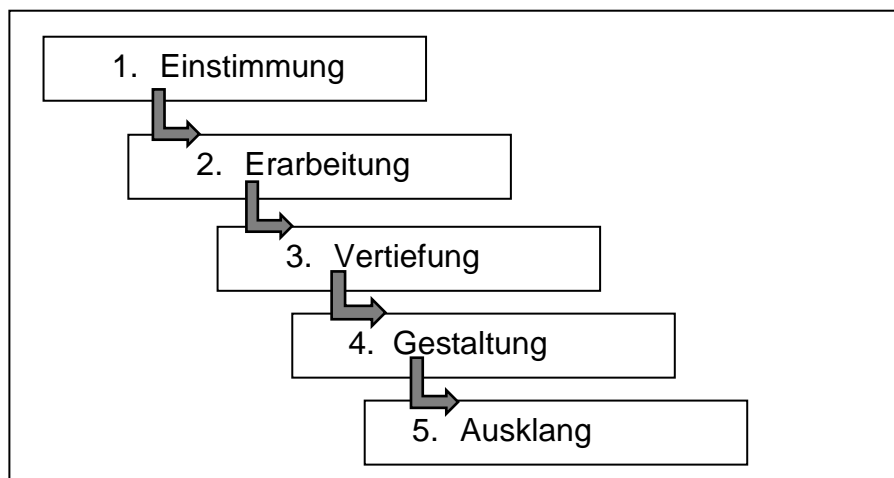 1. Einstimmung
2. Erarbeitung
3. Vertiefung
4. Gestaltung
5. Ausklang